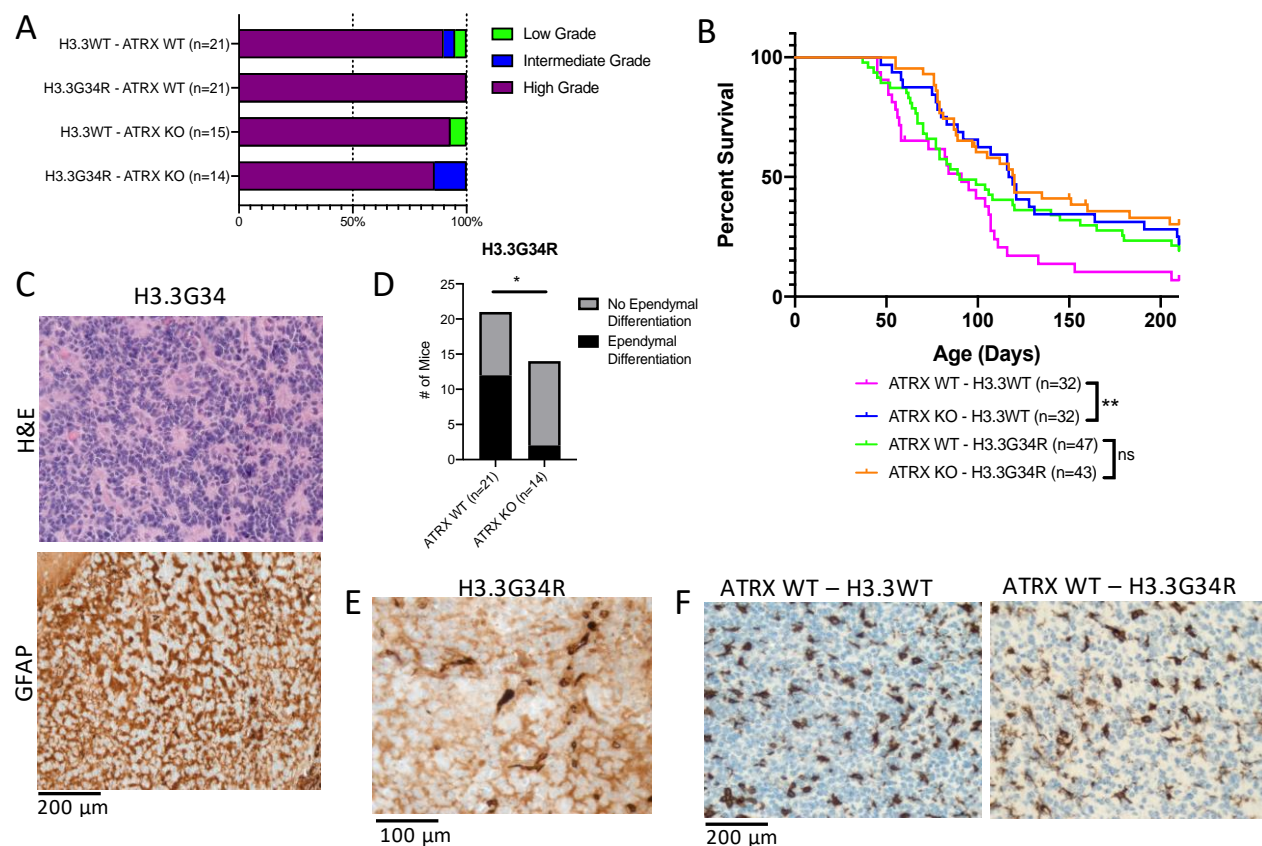 A
H3.3WT - ATRX WT (n=21)
H3.3G34R - ATRX WT (n=21)
H3.3WT - ATRX KO (n=15)
H3.3G34R - ATRX KO (n=14)
0
50%
100%
Low Grade
Intermediate Grade
High Grade
B
Percent Survival
100
50
0
0
50
100
150
200
Age (Days)
ATRX WT - H3.3WT (n=32)
ATRX KO - H3.3WT (n=32)
**
ATRX WT - H3.3G34R (n=47)
ATRX KO - H3.3G34R (n=43)
ns
C
H3.3G34
H&E
GFAP
200 µm
D
H3.3G34R
*
# of Mice
25
20
15
10
5
0
ATRX WT (n=21)
ATRX KO (n=14)
No Ependymal
Differentiation
Ependymal
Differentiation
E
H3.3G34R
100 µm
F
ATRX WT – H3.3WT
ATRX WT – H3.3G34R
200 µm